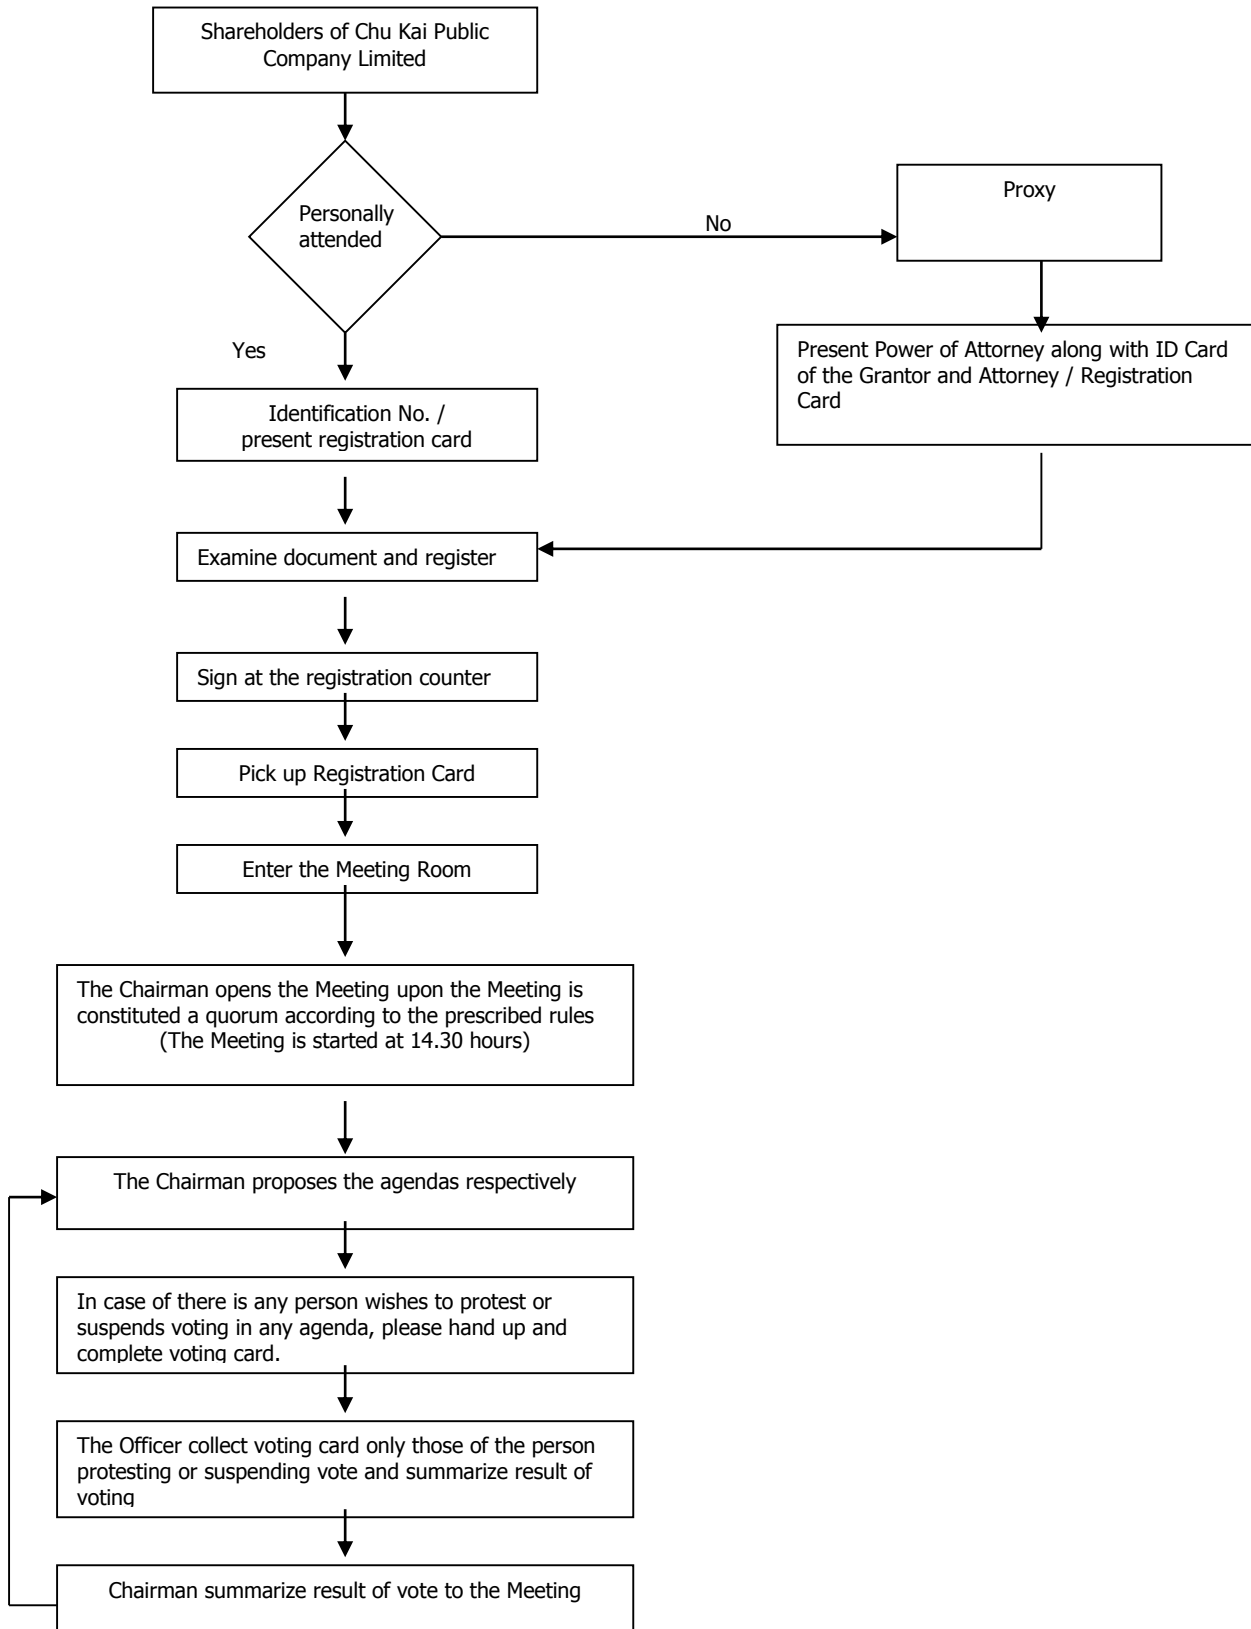 Shareholders of Chu Kai Public
Company Limited
Personally
attended
No
Proxy
Yes
Present Power of Attorney along with ID Card
of the Grantor and Attorney / Registration
Card
Identification No. /
present registration card
Examine document and register
Sign at the registration counter
Pick up Registration Card
Enter the Meeting Room
The Chairman opens the Meeting upon the Meeting is
constituted a quorum according to the prescribed rules
(The Meeting is started at 14.30 hours)
The Chairman proposes the agendas respectively
In case of there is any person wishes to protest or
suspends voting in any agenda, please hand up and
complete voting card.
The Officer collect voting card only those of the person
protesting or suspending vote and summarize result of
voting
Chairman summarize result of vote to the Meeting